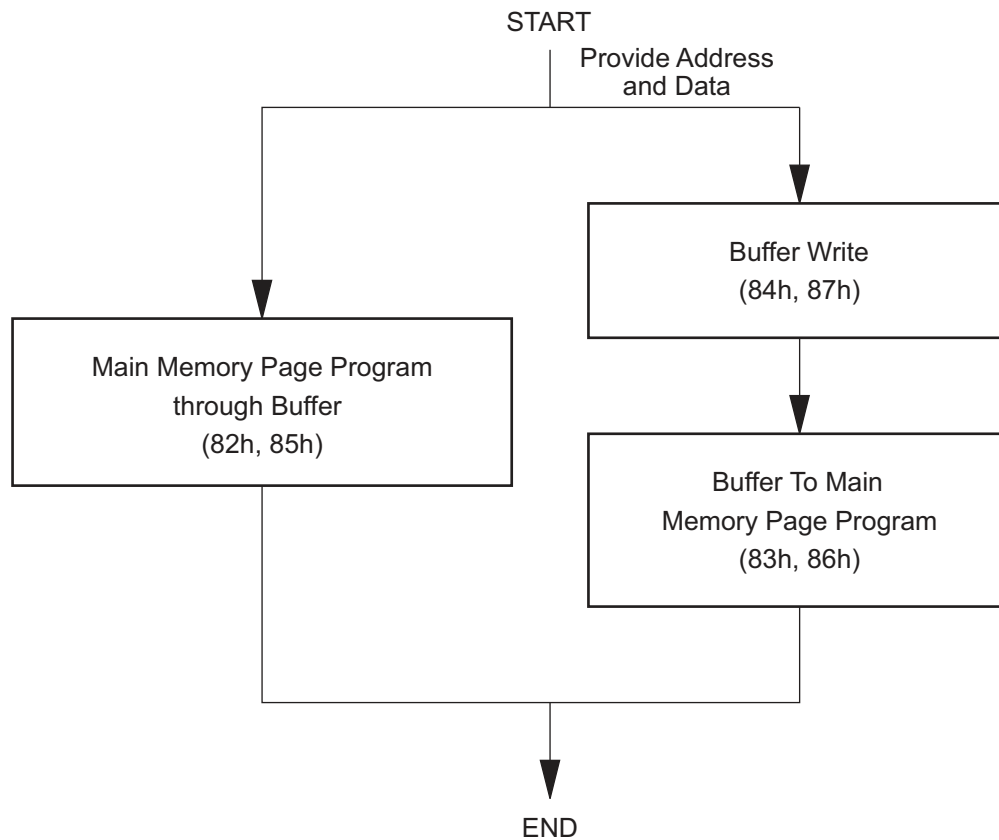 START
Provide Address
and Data
Buffer Write
(84h, 87h)
Main Memory Page Program
through Buffer
(82h, 85h)
Buffer To Main
Memory Page Program
(83h, 86h)
END